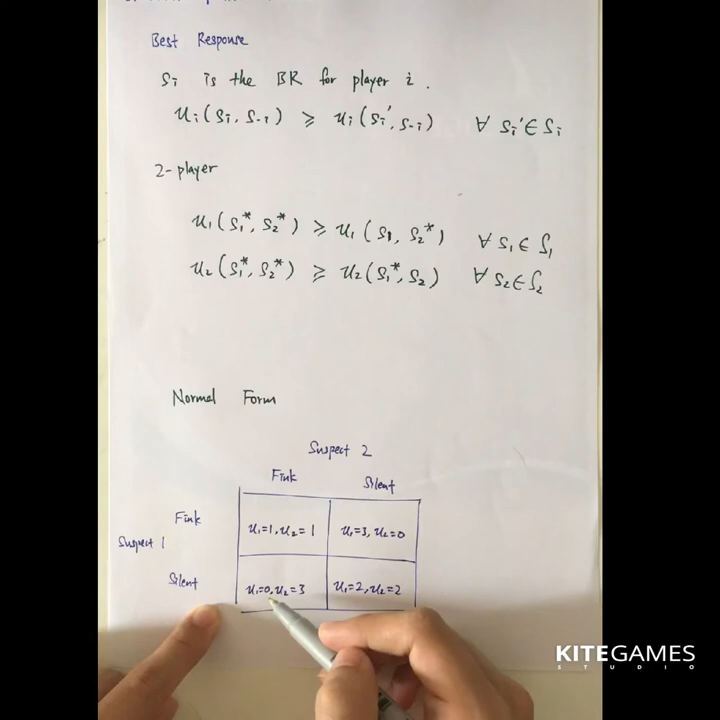 Best Response
Si is the BR for player i.
ui(si, s-i) ≥ ui(si', s-i) ∀ si' ∈ Si
2-player
u1(s1*, s2*) ≥ u1(s1, s2*) ∀ s1 ∈ S1
u2(s1*, s2*) ≥ u2(s1*, s2) ∀ s2 ∈ S2
Normal Form
Suspect 2
Fink Silent
Fink u1=1, u2=1 u1=3, u2=0
Suspect 1
Silent u1=0, u2=3 u1=2, u2=2
KITEGAMES
STUDIO